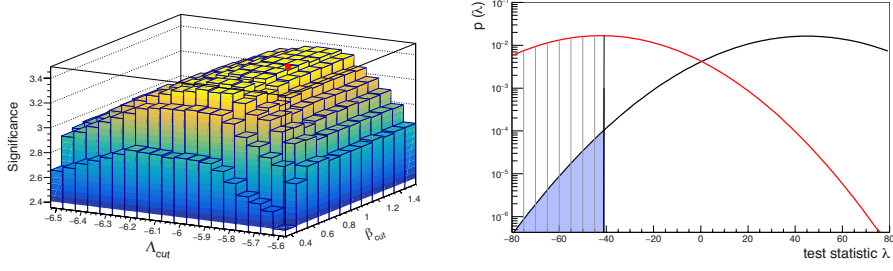 Significance
3.4
3.2
3
2.8
2.6
2.4
−6.5 −6.4 −6.3 −6.2 −6.1 −6 −5.9 −5.8 −5.7 −5.6
Λcut
0.4 0.6 0.8 1 1.2 1.4
βcut
p (λ)
10⁻¹
10⁻²
10⁻³
10⁻⁴
10⁻⁵
10⁻⁶
−80 −60 −40 −20 0 20 40 60 80
test statistic λ